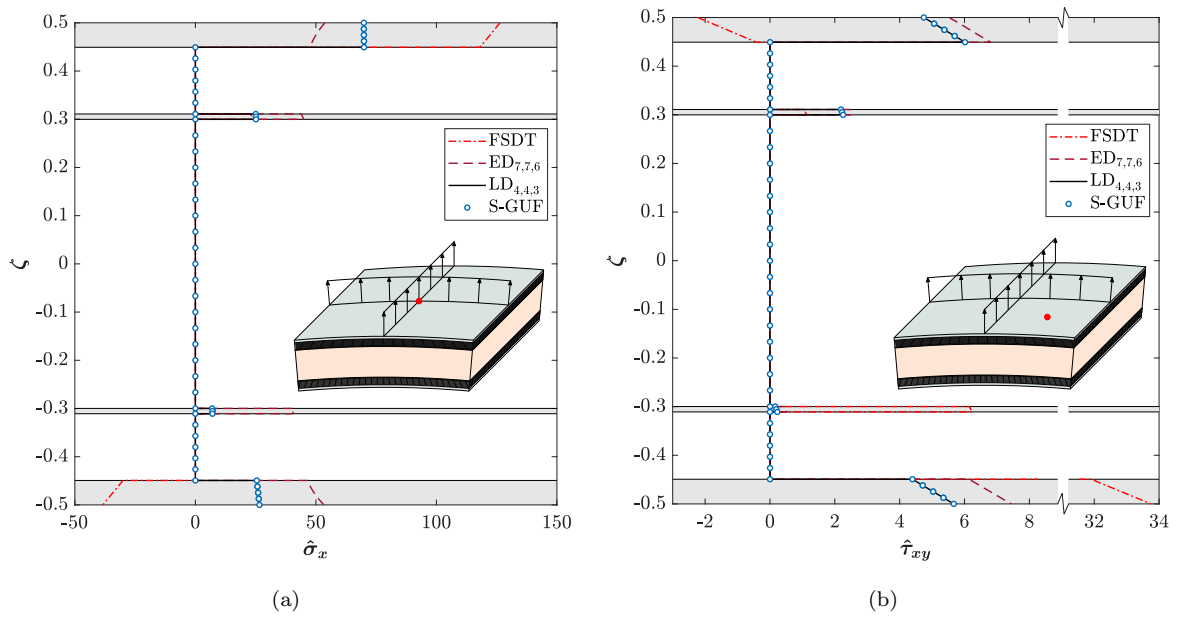 0.5
0.4
0.3
0.2
0.1
0
-0.1
-0.2
-0.3
-0.4
-0.5
ζ
-50 0 50 100 150
σ̂x
FSDT
ED7,7,6
LD4,4,3
S-GUF
(a)
0.5
0.4
0.3
0.2
0.1
0
-0.1
-0.2
-0.3
-0.4
-0.5
ζ
-2 0 2 4 6 8 32 34
τ̂xy
FSDT
ED7,7,6
LD4,4,3
S-GUF
(b)